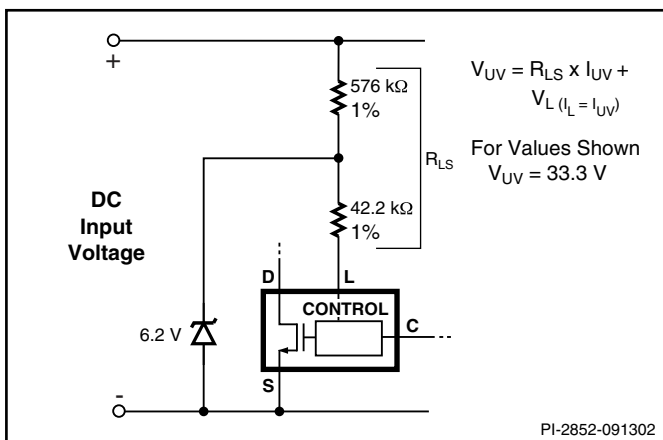 +
576 kΩ
1%
R_LS
V_UV = R_LS x I_UV +
V_L (I_L = I_UV)
For Values Shown
V_UV = 33.3 V
DC
Input
Voltage
42.2 kΩ
1%
D
L
CONTROL
C
6.2 V
S
-
PI-2852-091302